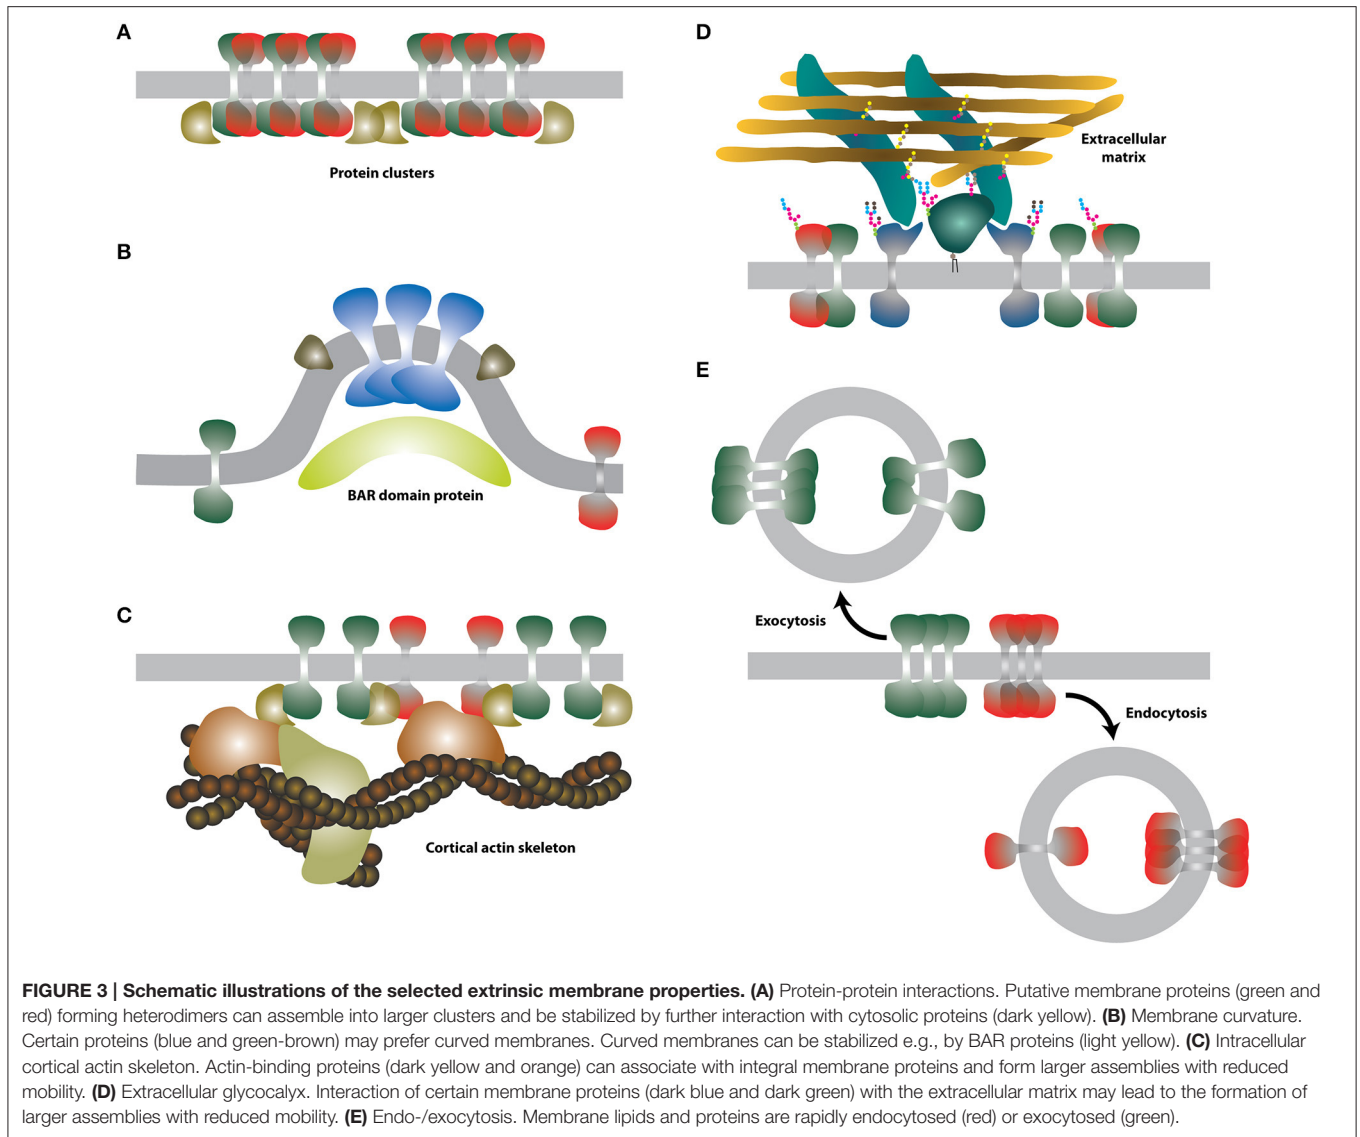 A
Protein clusters
B
BAR domain protein
C
Cortical actin skeleton
D
Extracellular
matrix
E
Exocytosis
Endocytosis
FIGURE 3 | Schematic illustrations of the selected extrinsic membrane properties. (A) Protein-protein interactions. Putative membrane proteins (green and
red) forming heterodimers can assemble into larger clusters and be stabilized by further interaction with cytosolic proteins (dark yellow). (B) Membrane curvature.
Certain proteins (blue and green-brown) may prefer curved membranes. Curved membranes can be stabilized e.g., by BAR proteins (light yellow). (C) Intracellular
cortical actin skeleton. Actin-binding proteins (dark yellow and orange) can associate with integral membrane proteins and form larger assemblies with reduced
mobility. (D) Extracellular glycocalyx. Interaction of certain membrane proteins (dark blue and dark green) with the extracellular matrix may lead to the formation of
larger assemblies with reduced mobility. (E) Endo-/exocytosis. Membrane lipids and proteins are rapidly endocytosed (red) or exocytosed (green).